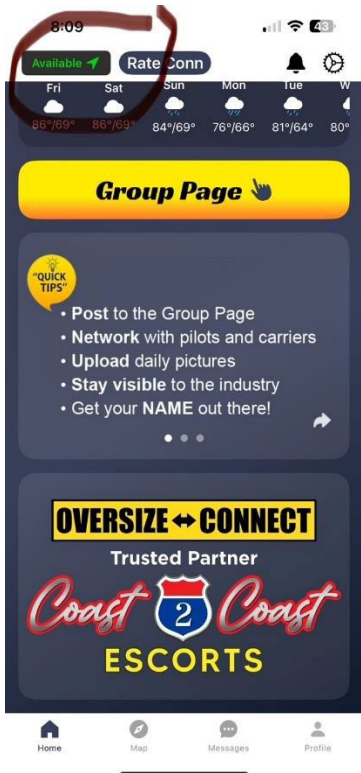 8:09
43
Available
Rate Conn
Fri Sat Sun Mon Tue W
86°/69° 86°/69° 84°/69° 76°/66° 81°/64° 80°
Group Page
"QUICK
TIPS"
• Post to the Group Page
• Network with pilots and carriers
• Upload daily pictures
• Stay visible to the industry
• Get your NAME out there!
OVERSIZE CONNECT
Trusted Partner
Coast 2 Coast
ESCORTS
Home Map Messages Profile